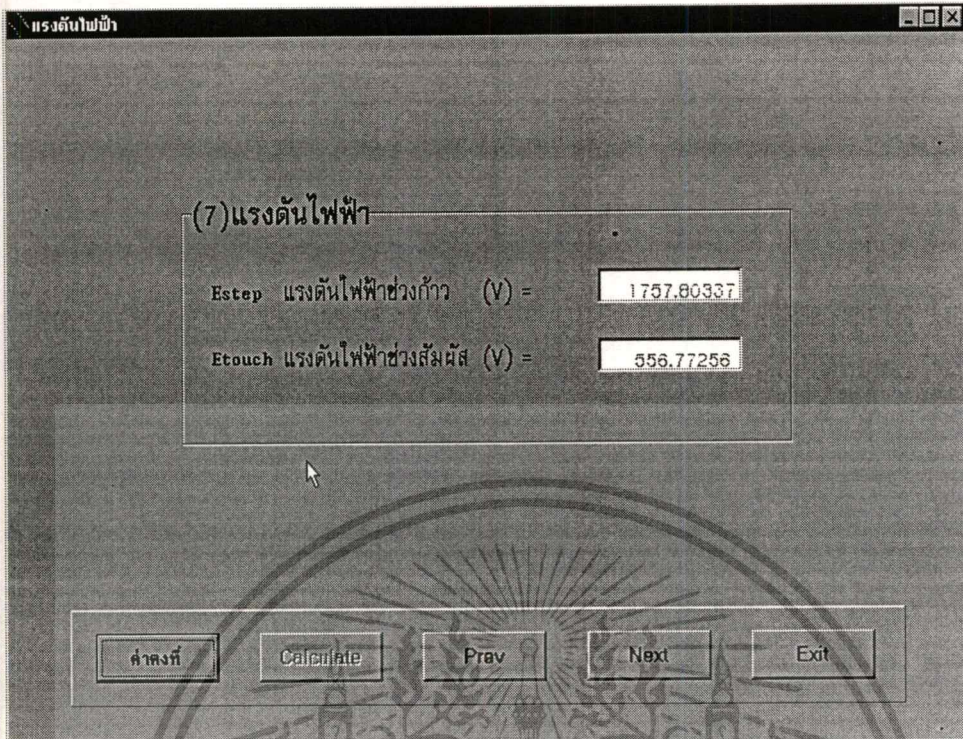 แรงดันไฟฟ้า
(7)แรงดันไฟฟ้า
Estep แรงดันไฟฟ้าช่วงก้าว (V) = 1757.80337
Etouch แรงดันไฟฟ้าช่วงสัมผัส (V) = 556.77256
ค่าคงที่ Calculate Prev Next Exit